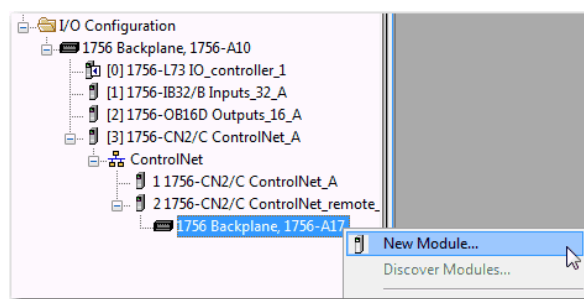 I/O Configuration
1756 Backplane, 1756-A10
[0] 1756-L73 IO_controller_1
[1] 1756-IB32/B Inputs_32_A
[2] 1756-OB16D Outputs_16_A
[3] 1756-CN2/C ControlNet_A
ControlNet
1 1756-CN2/C ControlNet_A
2 1756-CN2/C ControlNet_remote_
1756 Backplane, 1756-A17
New Module...
Discover Modules...